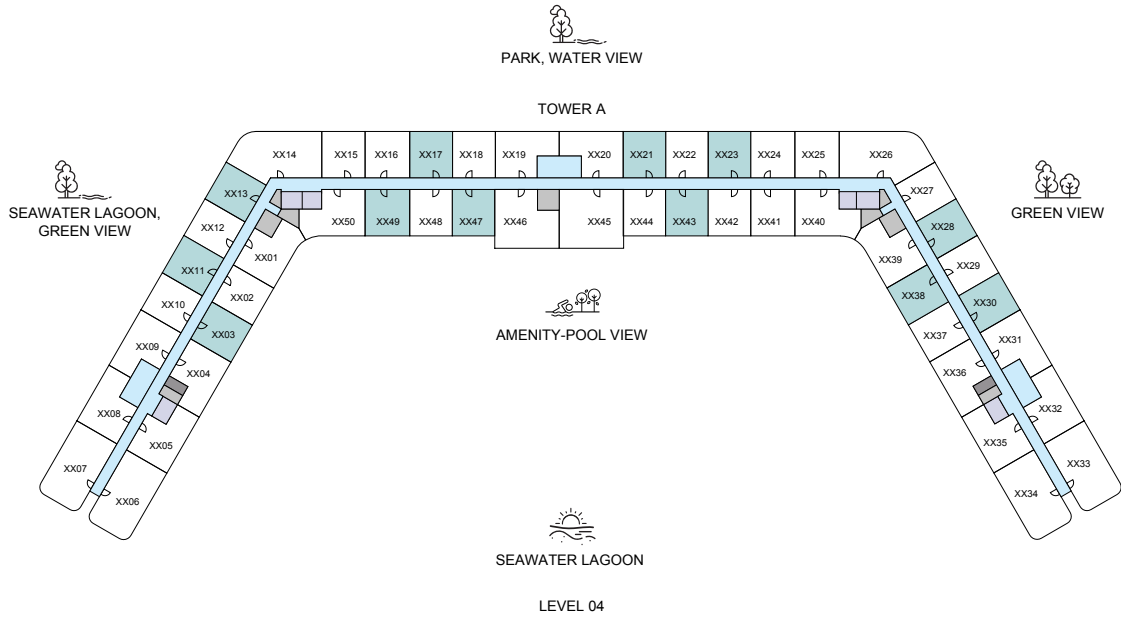 PARK, WATER VIEW
TOWER A
XX14 XX15 XX16 XX17 XX18 XX19 XX20 XX21 XX22 XX23 XX24 XX25 XX26
XX13 XX27
SEAWATER LAGOON,
GREEN VIEW
GREEN VIEW
XX12 XX50 XX49 XX48 XX47 XX46 XX45 XX44 XX43 XX42 XX41 XX40 XX28
XX01 XX39
XX11 XX29
XX02 XX38
XX10 XX30
XX03 XX37
AMENITY-POOL VIEW
XX09 XX31
XX04 XX36
XX08 XX32
XX05 XX35
XX07 XX33
XX06 XX34
SEAWATER LAGOON
LEVEL 04